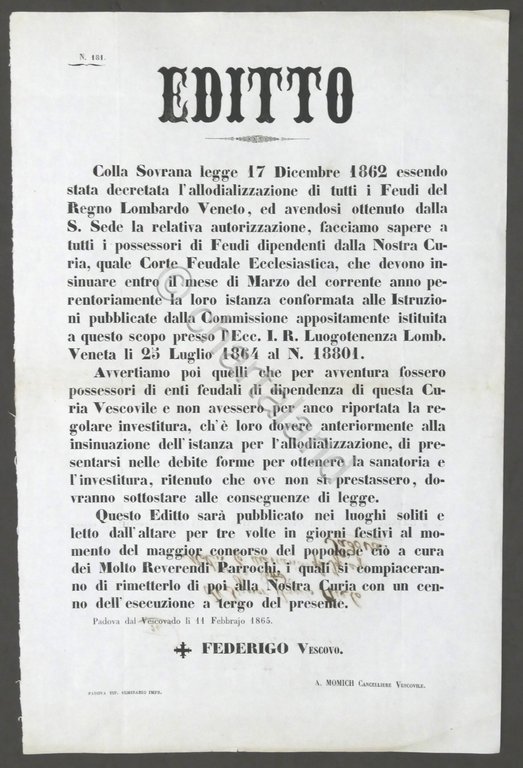 N. 181.
EDITTO
Colla Sovrana legge 17 Dicembre 1862 essendo
stata decretata l'allodializzazione di tutti i Feudi del
Regno Lombardo Veneto, ed avendosi ottenuto dalla
S. Sede la relativa autorizzazione, facciamo sapere a
tutti i possessori di Feudi dipendenti dalla Nostra Cu-
ria, quale Corte Feudale Ecclesiastica, che devono in-
sinuare entro il mese di Marzo del corrente anno pe-
rentoriamente la loro istanza conformata alle Istruzio-
ni pubblicate dalla Commissione appositamente istituita
a questo scopo presso l'Ecc. I. R. Luogotenenza Lomb.
Veneta li 25 Luglio 1864 al N. 18801.
Avvertiamo poi quelli che per avventura fossero
possessori di enti feudali in dipendenza di questa Cu-
ria Vescovile e non avessero per anco riportata la re-
golare investitura, ch'è loro dovere anteriormente alla
insinuazione dell'istanza per l'allodializzazione, di pre-
sentarsi nelle debite forme per ottenere la sanatoria e
l'investitura, ritenuto che ove non si prestassero, do-
vranno sottostare alle conseguenze di legge.
Questo Editto sarà pubblicato nei luoghi soliti e
letto dall'altare per tre volte in giorni festivi al mo-
mento del maggior concorso del popolo, e ciò a cura
dei Molto Reverendi Parrochi, i quali si compiaceran-
no di rimetterlo di poi alla Nostra Curia con un cen-
no dell'esecuzione a tergo del presente.
Padova dal Vescovado li 11 Febbrajo 1865.
✠ FEDERIGO Vescovo.
A. MOMICH Cancelliere Vescovile.
PADOVA TIP. SEMINARIO IMPR.
© Chartaland